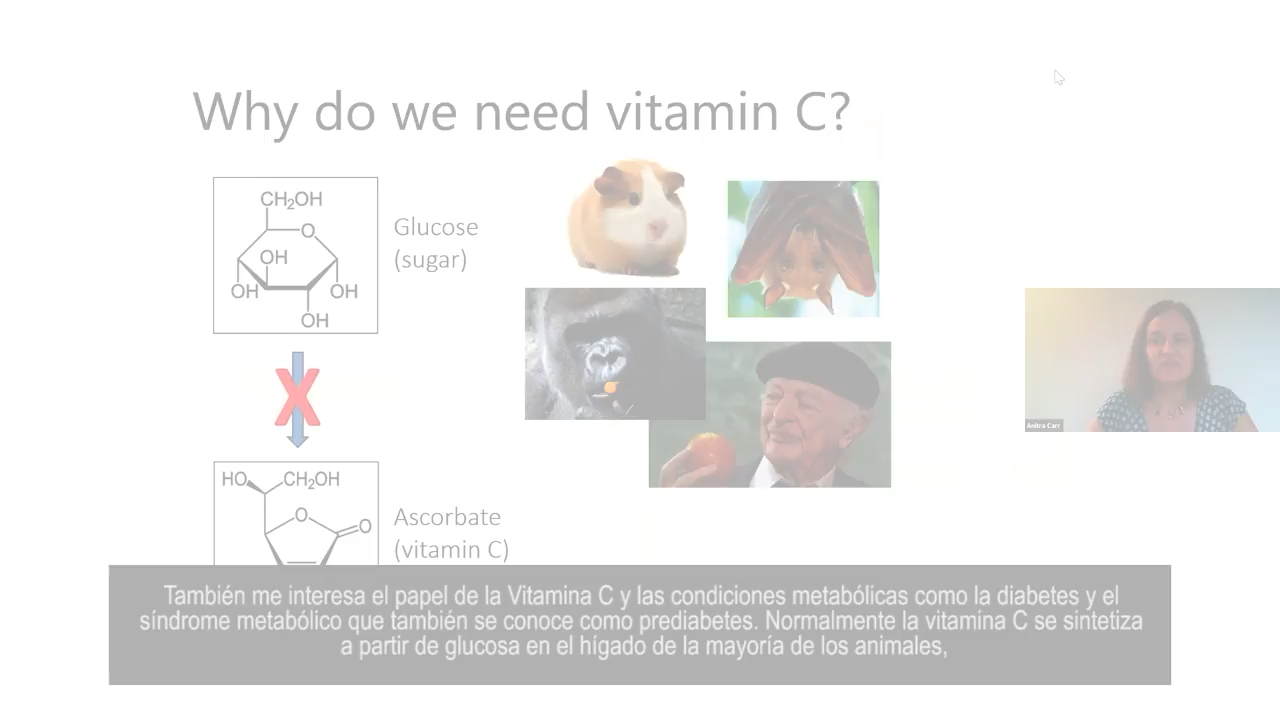 Why do we need vitamin C?
CH₂OH
O
OH
OH
OH
OH
Glucose
(sugar)
X
HO
CH₂OH
O
O
Ascorbate
(vitamin C)
Anitra Carr
También me interesa el papel de la Vitamina C y las condiciones metabólicas como la diabetes y el
síndrome metabólico que también se conoce como prediabetes. Normalmente la vitamina C se sintetiza
a partir de glucosa en el hígado de la mayoría de los animales,